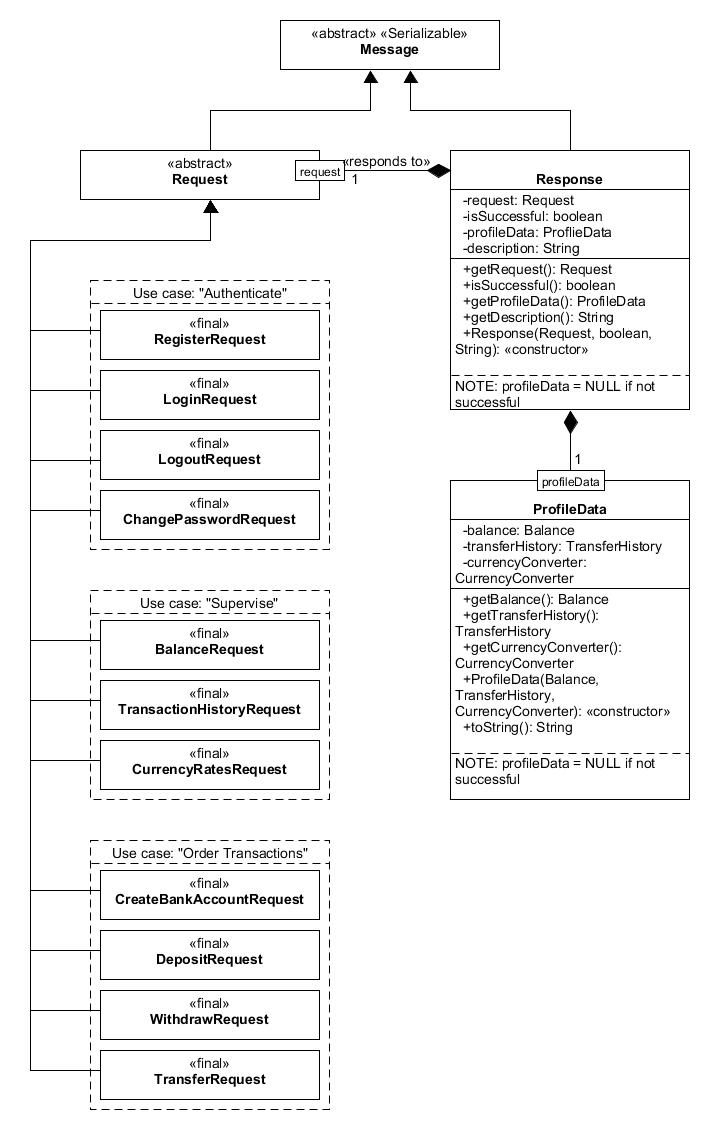 «abstract» «Serializable»
Message
«abstract»
Request
request
«responds to»
1
Response
-request: Request
-isSuccessful: boolean
-profileData: ProflieData
-description: String
+getRequest(): Request
+isSuccessful(): boolean
+getProfileData(): ProfileData
+getDescription(): String
+Response(Request, boolean,
String): «constructor»
NOTE: profileData = NULL if not
successful
1
profileData
ProfileData
-balance: Balance
-transferHistory: TransferHistory
-currencyConverter:
CurrencyConverter
+getBalance(): Balance
+getTransferHistory():
TransferHistory
+getCurrencyConverter():
CurrencyConverter
+ProfileData(Balance,
TransferHistory,
CurrencyConverter): «constructor»
+toString(): String
NOTE: profileData = NULL if not
successful
Use case: "Authenticate"
«final»
RegisterRequest
«final»
LoginRequest
«final»
LogoutRequest
«final»
ChangePasswordRequest
Use case: "Supervise"
«final»
BalanceRequest
«final»
TransactionHistoryRequest
«final»
CurrencyRatesRequest
Use case: "Order Transactions"
«final»
CreateBankAccountRequest
«final»
DepositRequest
«final»
WithdrawRequest
«final»
TransferRequest